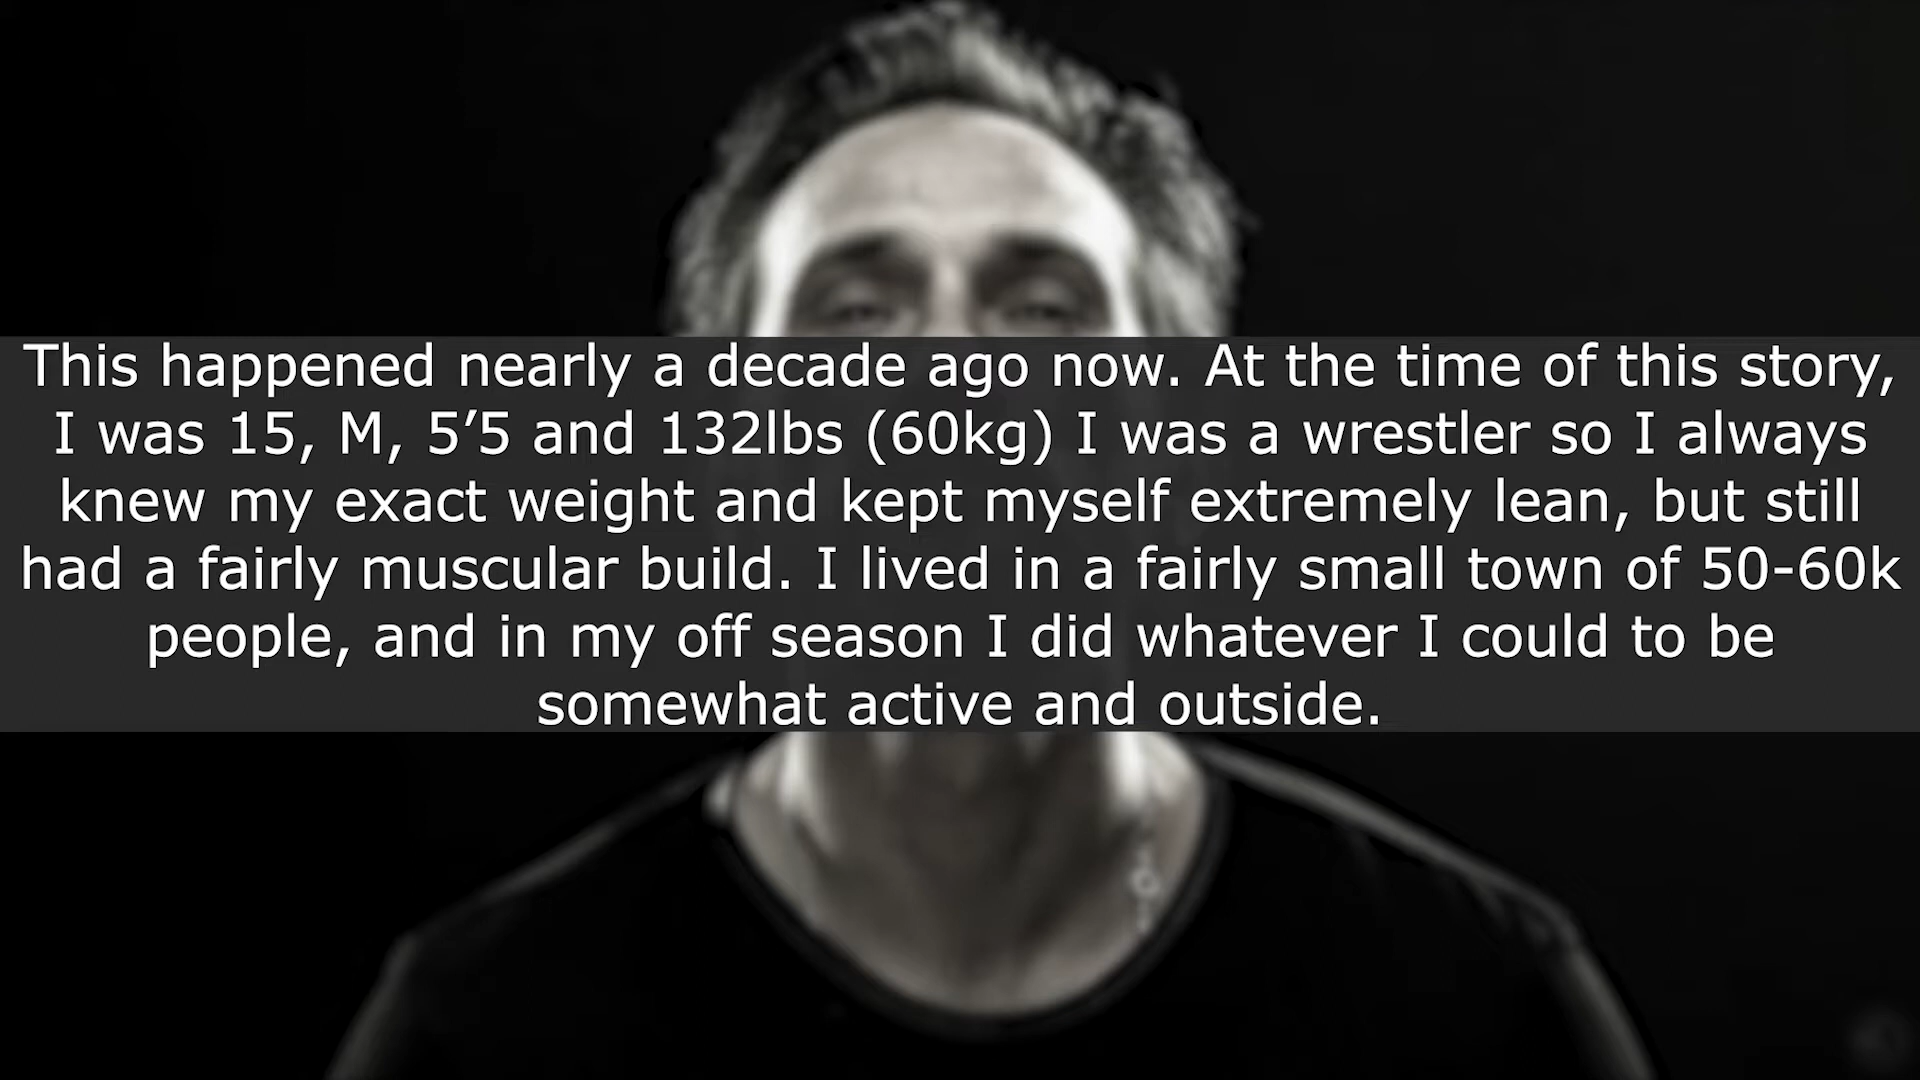 This happened nearly a decade ago now. At the time of this story,
I was 15, M, 5’5 and 132lbs (60kg) I was a wrestler so I always
knew my exact weight and kept myself extremely lean, but still
had a fairly muscular build. I lived in a fairly small town of 50-60k
people, and in my off season I did whatever I could to be
somewhat active and outside.